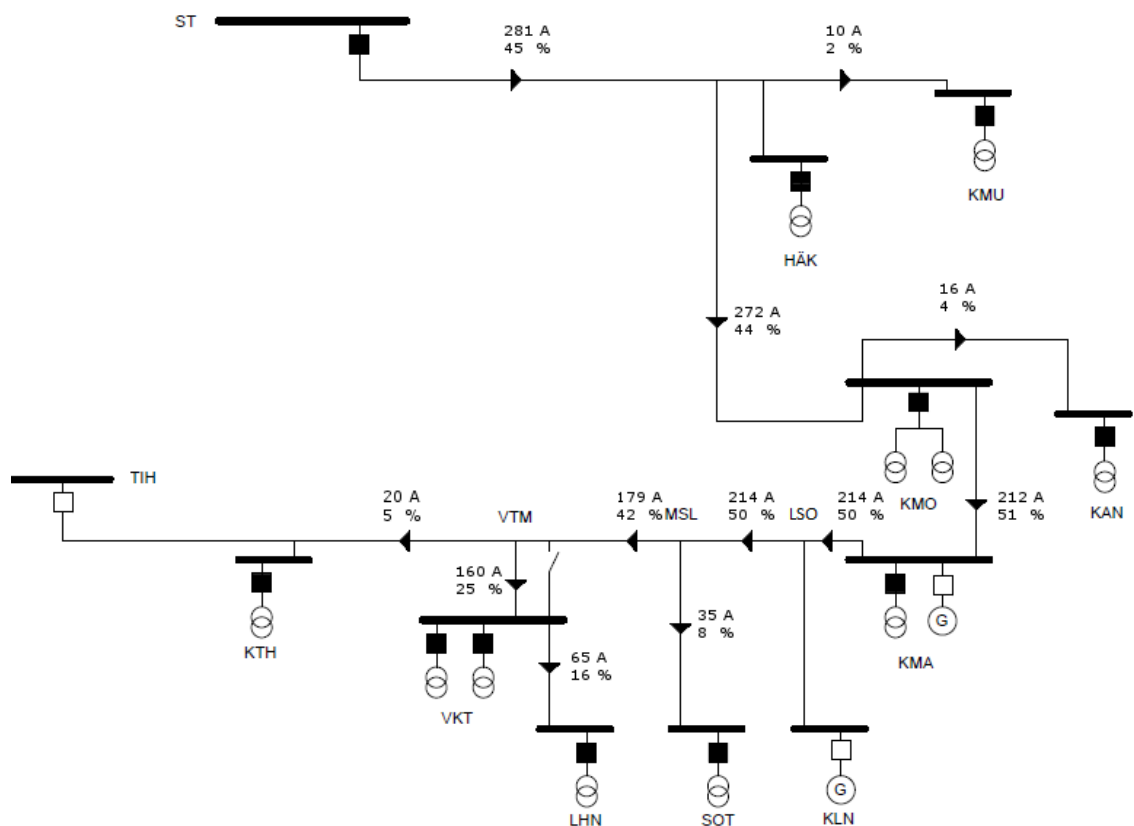 ST
281 A
45 %
10 A
2 %
KMU
HÄK
272 A
44 %
16 A
4 %
KMO
KAN
TIH
20 A
5 %
VTM
179 A
42 %
MSL
214 A
50 %
LSO
214 A
50 %
212 A
51 %
160 A
25 %
35 A
8 %
G
KTH
65 A
16 %
KMA
VKT
G
LHN
SOT
KLN